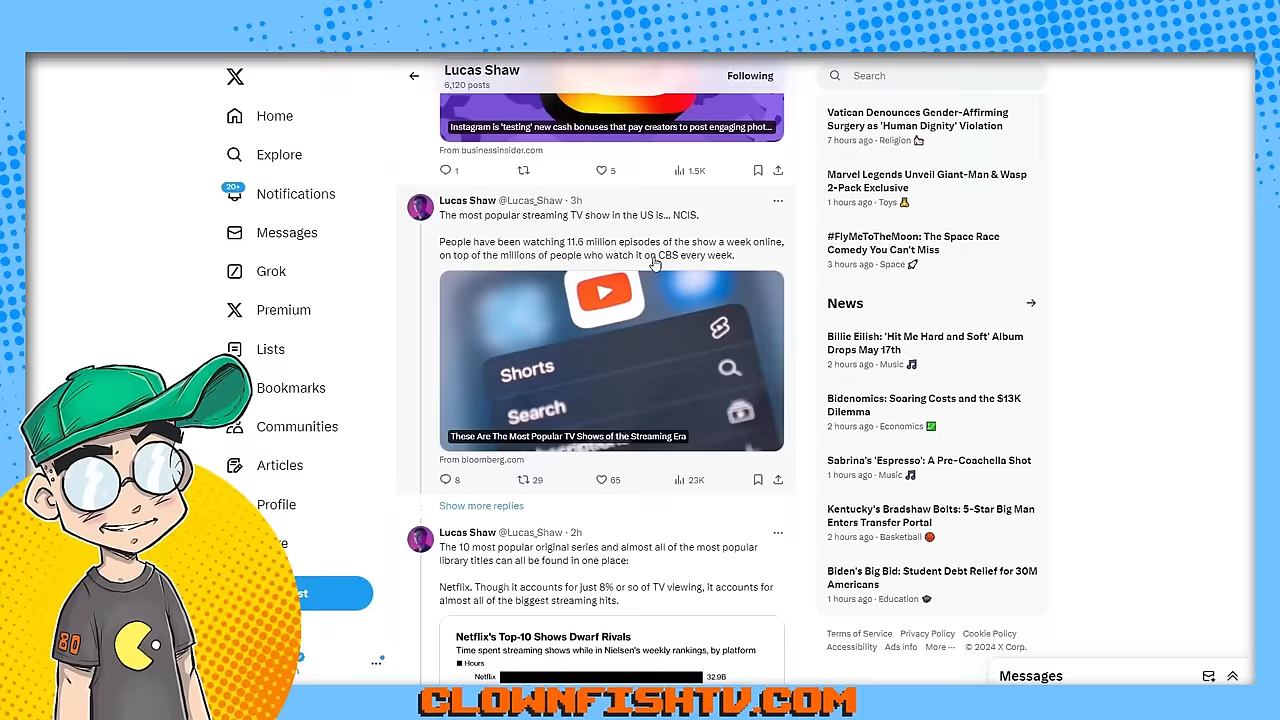 Lucas Shaw
6,120 posts
Following
Search
Home
Explore
20+
Notifications
Messages
Grok
Premium
Lists
Bookmarks
Communities
Articles
Profile
Instagram is 'testing' new cash bonuses that pay creators to post engaging phot...
From businessinsider.com
1
5
1.5K
Lucas Shaw @Lucas_Shaw · 3h
The most popular streaming TV show in the US is... NCIS.
People have been watching 11.6 million episodes of the show a week online,
on top of the millions of people who watch it on CBS every week.
Shorts
Search
These Are The Most Popular TV Shows of the Streaming Era
From bloomberg.com
8
29
65
23K
Show more replies
Lucas Shaw @Lucas_Shaw · 2h
The 10 most popular original series and almost all of the most popular
library titles can all be found in one place:
Netflix. Though it accounts for just 8% or so of TV viewing, it accounts for
almost all of the biggest streaming hits.
Netflix's Top-10 Shows Dwarf Rivals
Time spent streaming shows while in Nielsen's weekly rankings, by platform
Hours
Netflix
32.9B
Vatican Denounces Gender-Affirming
Surgery as 'Human Dignity' Violation
7 hours ago · Religion
Marvel Legends Unveil Giant-Man & Wasp
2-Pack Exclusive
1 hours ago · Toys
#FlyMeToTheMoon: The Space Race
Comedy You Can't Miss
3 hours ago · Space
News
Billie Eilish: 'Hit Me Hard and Soft' Album
Drops May 17th
2 hours ago · Music
Bidenomics: Soaring Costs and the $13K
Dilemma
2 hours ago · Economics
Sabrina's 'Espresso': A Pre-Coachella Shot
1 hours ago · Music
Kentucky's Bradshaw Bolts: 5-Star Big Man
Enters Transfer Portal
2 hours ago · Basketball
Biden's Big Bid: Student Debt Relief for 30M
Americans
1 hours ago · Education
Terms of Service Privacy Policy Cookie Policy
Accessibility Ads info More ··· © 2024 X Corp.
Messages
80
CLOWNFISHTV.COM